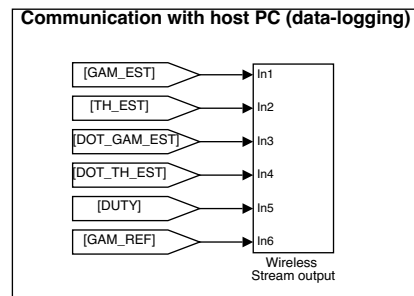 Communication with host PC (data-logging)
[GAM_EST]
In1
[TH_EST]
In2
[DOT_GAM_EST]
In3
[DOT_TH_EST]
In4
[DUTY]
In5
[GAM_REF]
In6
Wireless
Stream output